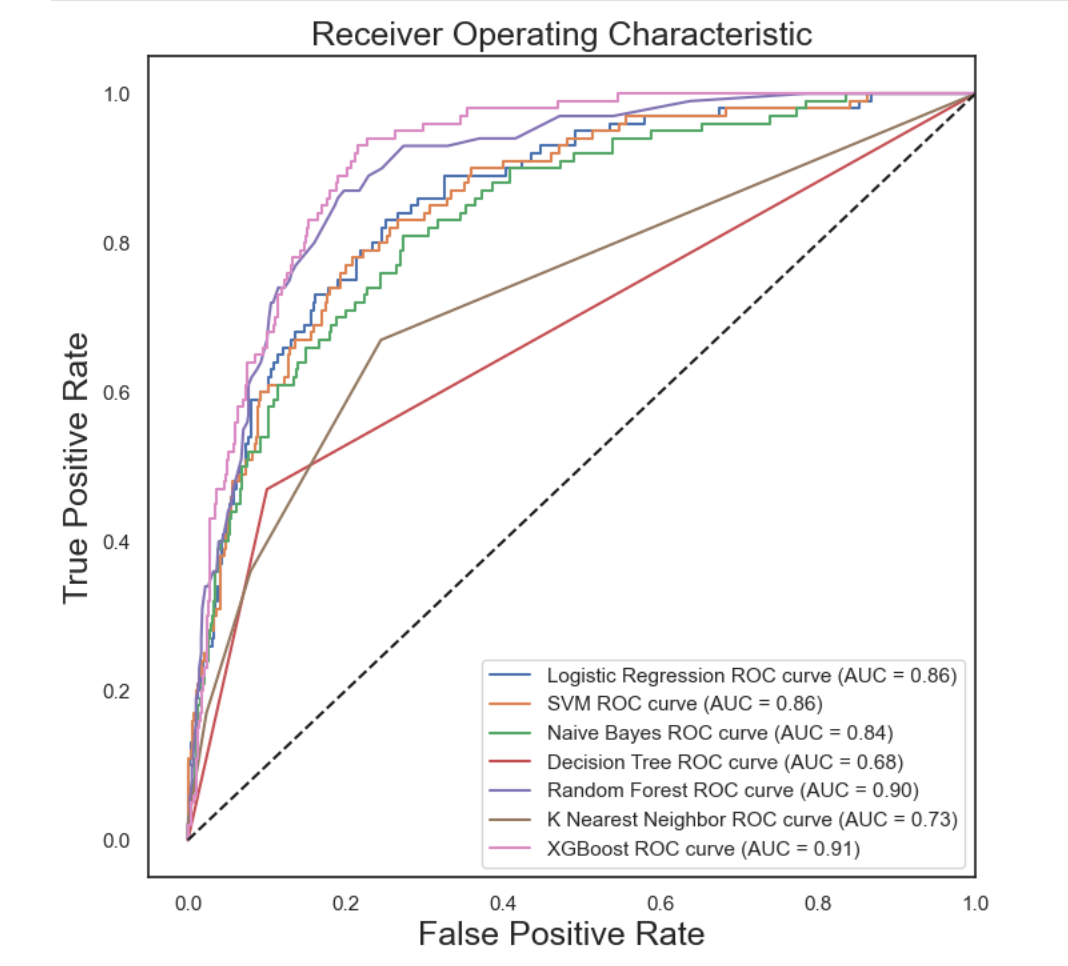 Receiver Operating Characteristic
True Positive Rate
1.0
0.8
0.6
0.4
0.2
0.0
Logistic Regression ROC curve (AUC = 0.86)
SVM ROC curve (AUC = 0.86)
Naive Bayes ROC curve (AUC = 0.84)
Decision Tree ROC curve (AUC = 0.68)
Random Forest ROC curve (AUC = 0.90)
K Nearest Neighbor ROC curve (AUC = 0.73)
XGBoost ROC curve (AUC = 0.91)
0.0 0.2 0.4 0.6 0.8 1.0
False Positive Rate